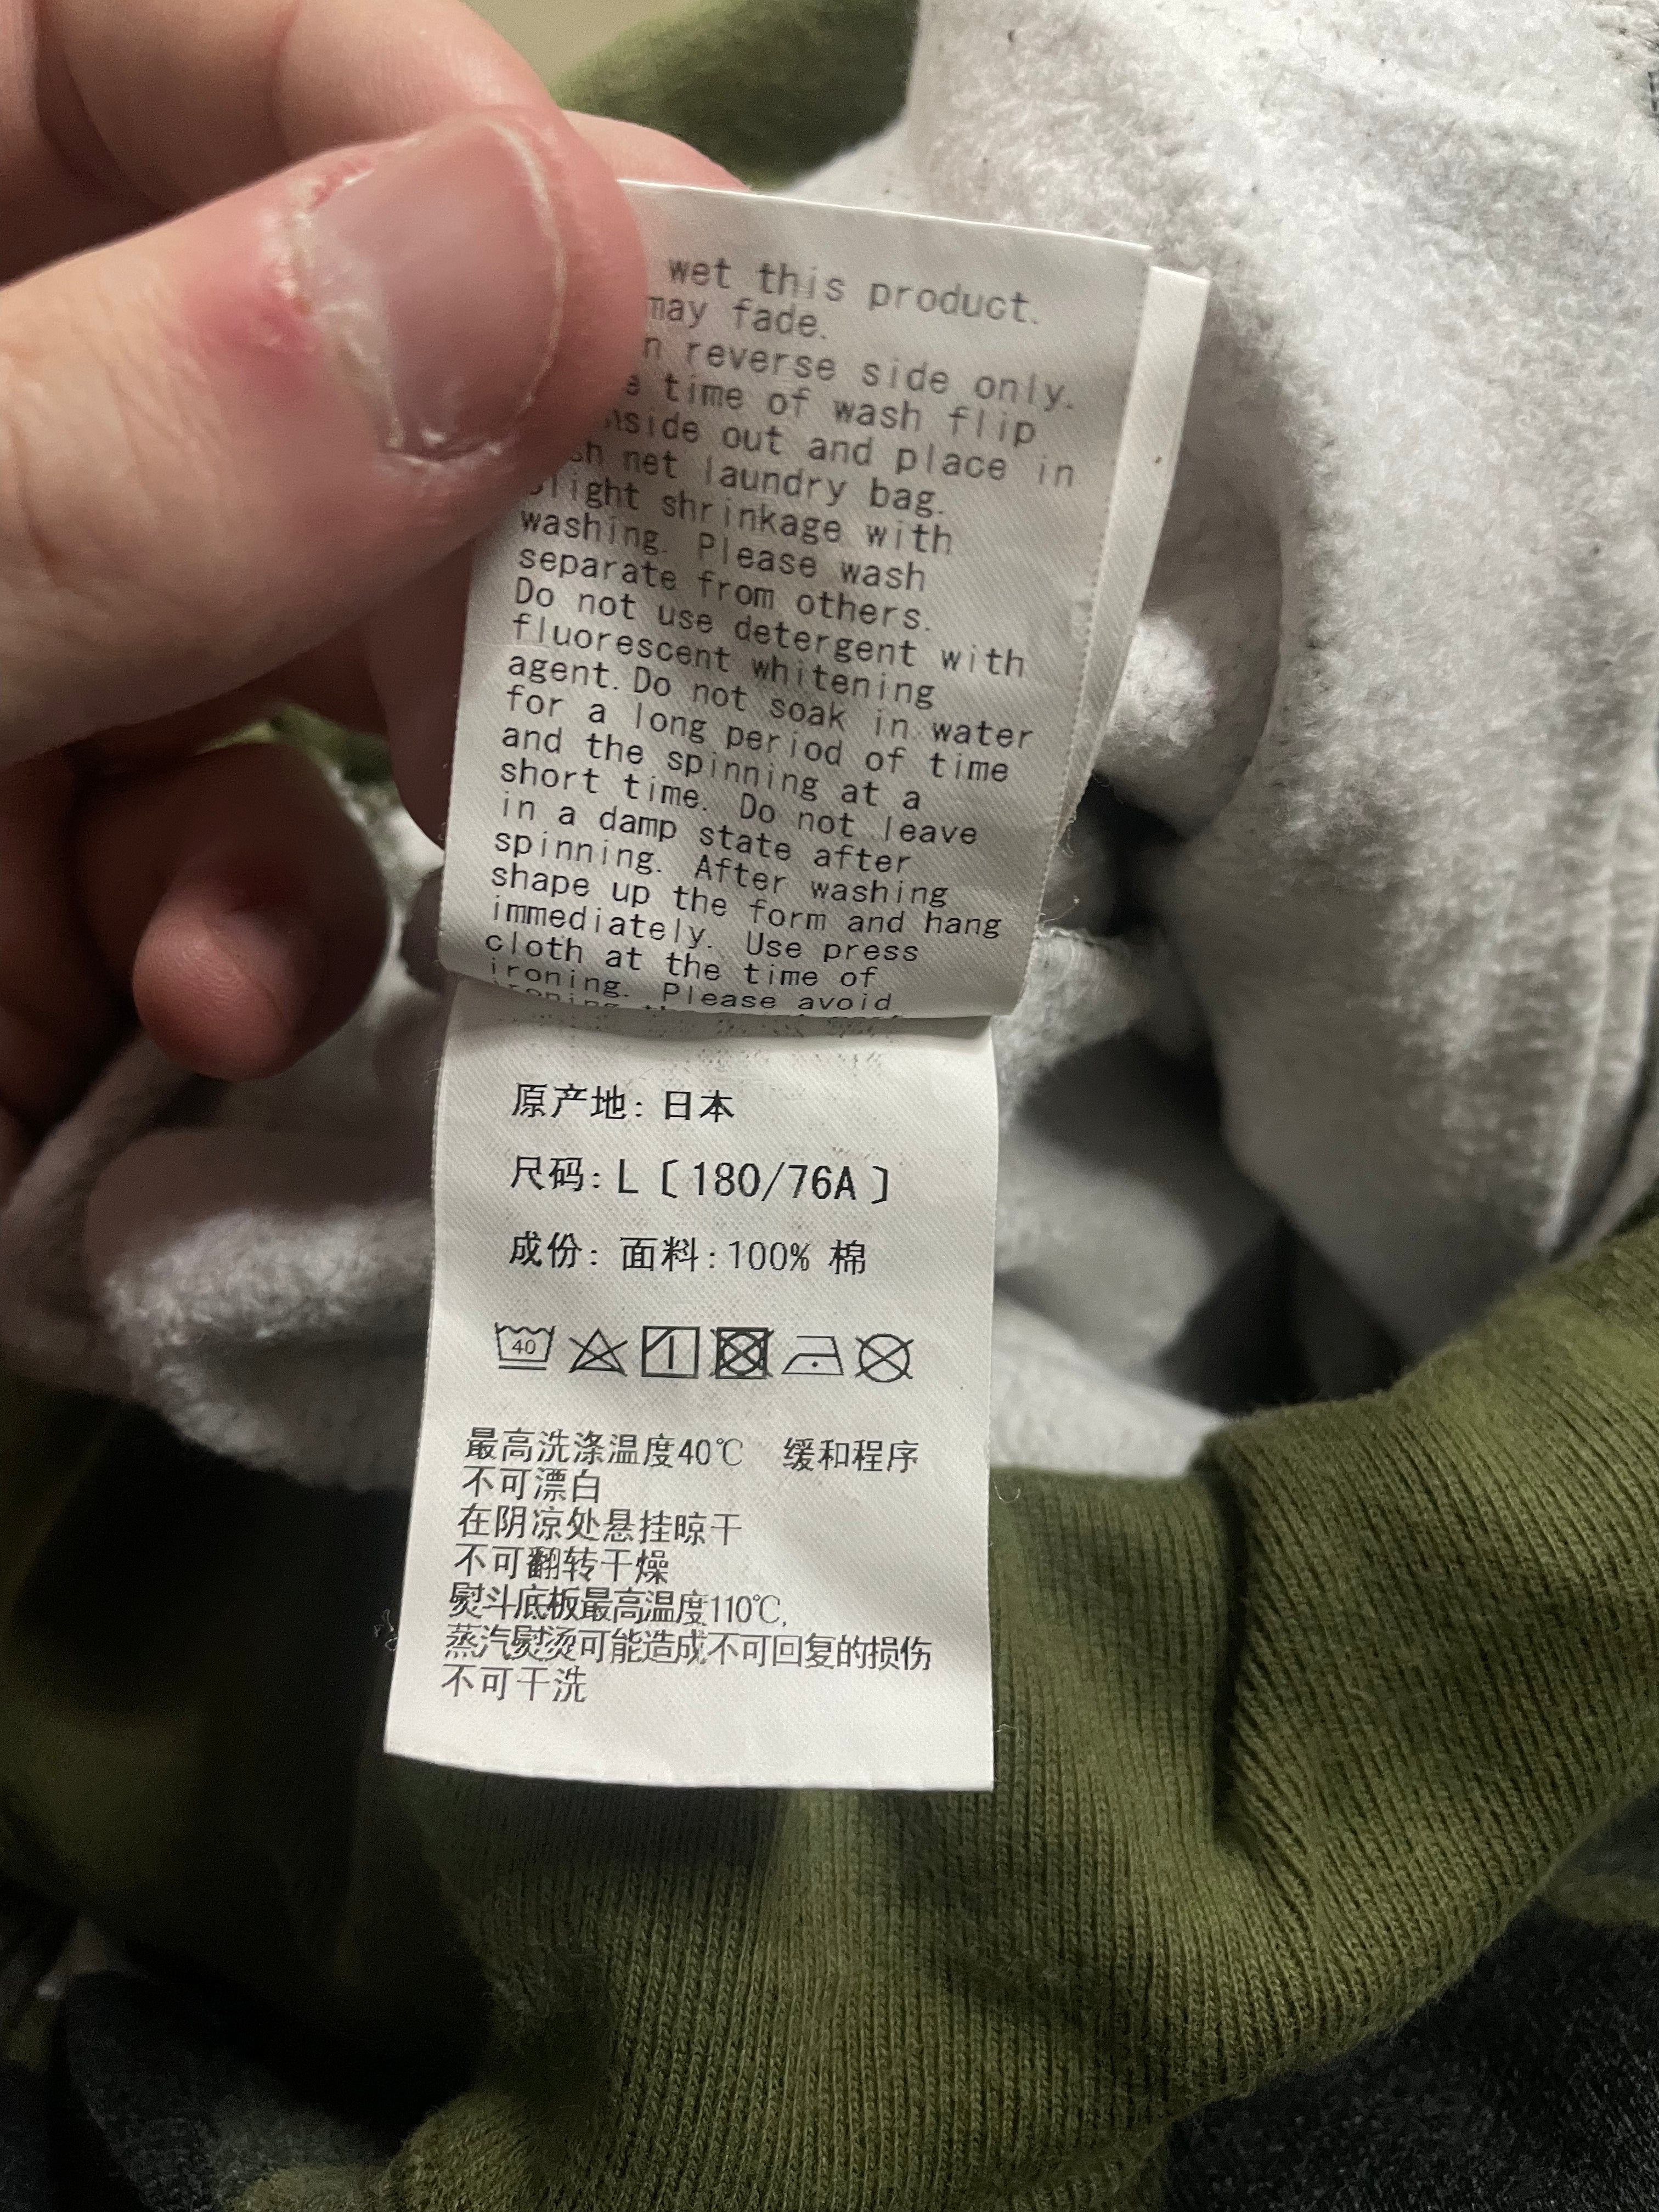 wet this product.
may fade.
reverse side only.
time of wash flip
out and place in
net laundry bag.
slight shrinkage with
washing. Please wash
separate from others.
Do not use detergent with
fluorescent whitening
agent. Do not soak in water
for a long period of time
and the spinning at a
short time. Do not leave
in a damp state after
spinning. After washing
shape up the form and hang
immediately. Use press
cloth at the time of
ironing. Please avoid
ironing
原产地: 日本
尺码: L〔180/76A〕
成份: 面料:100% 棉
40
最高洗涤温度40℃ 缓和程序
不可漂白
在阴凉处悬挂晾干
不可翻转干燥
熨斗底板最高温度110℃,
蒸汽熨烫可能造成不可回复的损伤
不可干洗